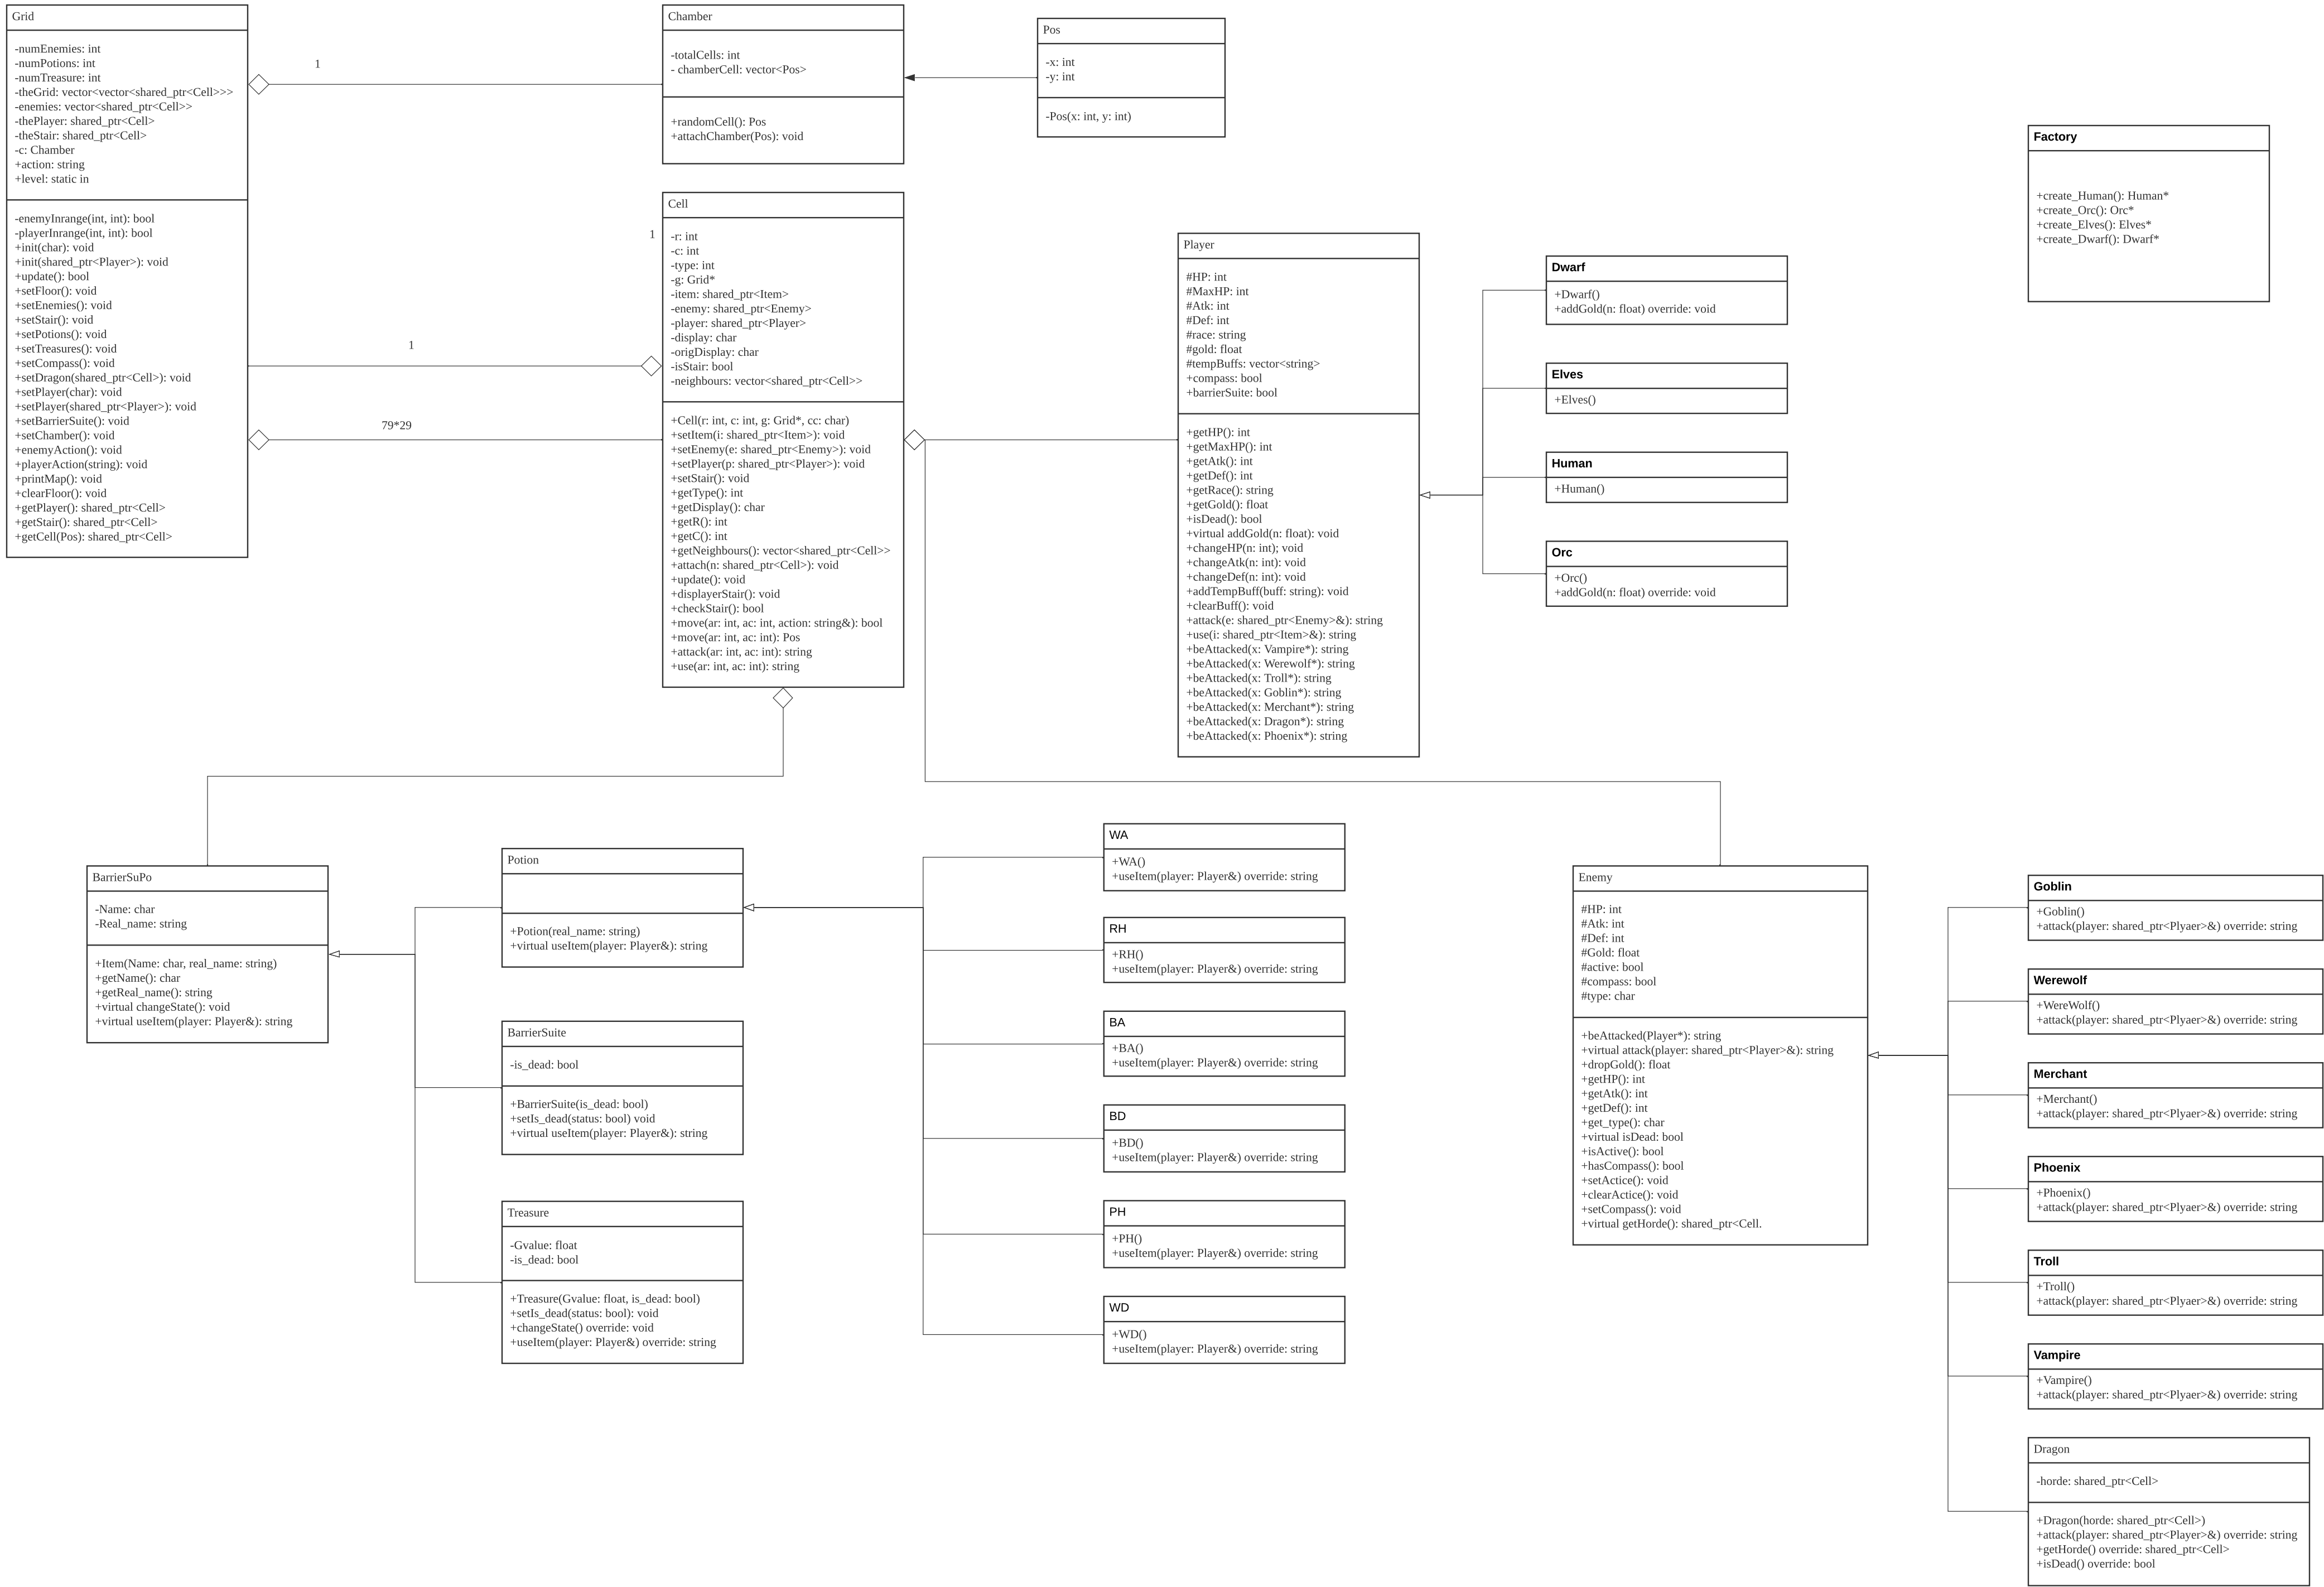 Grid
-numEnemies: int
-numPotions: int
-numTreasure: int
-theGrid: vector<vector<shared_ptr<Cell>>>
-enemies: vector<shared_ptr<Cell>>
-thePlayer: shared_ptr<Cell>
-theStair: shared_ptr<Cell>
-c: Chamber
+action: string
+level: static in
-enemyInrange(int, int): bool
-playerInrange(int, int): bool
+init(char): void
+init(shared_ptr<Player>): void
+update(): bool
+setFloor(): void
+setEnemies(): void
+setStair(): void
+setPotions(): void
+setTreasures(): void
+setCompass(): void
+setDragon(shared_ptr<Cell>): void
+setPlayer(char): void
+setPlayer(shared_ptr<Player>): void
+setBarrierSuite(): void
+setChamber(): void
+enemyAction(): void
+playerAction(string): void
+printMap(): void
+clearFloor(): void
+getPlayer(): shared_ptr<Cell>
+getStair(): shared_ptr<Cell>
+getCell(Pos): shared_ptr<Cell>
1
1
1
79*29
Chamber
-totalCells: int
- chamberCell: vector<Pos>
+randomCell(): Pos
+attachChamber(Pos): void
Pos
-x: int
-y: int
-Pos(x: int, y: int)
Cell
-r: int
-c: int
-type: int
-g: Grid*
-item: shared_ptr<Item>
-enemy: shared_ptr<Enemy>
-player: shared_ptr<Player>
-display: char
-origDisplay: char
-isStair: bool
-neighbours: vector<shared_ptr<Cell>>
+Cell(r: int, c: int, g: Grid*, cc: char)
+setItem(i: shared_ptr<Item>): void
+setEnemy(e: shared_ptr<Enemy>): void
+setPlayer(p: shared_ptr<Player>): void
+setStair(): void
+getType(): int
+getDisplay(): char
+getR(): int
+getC(): int
+getNeighbours(): vector<shared_ptr<Cell>>
+attach(n: shared_ptr<Cell>): void
+update(): void
+displayerStair(): void
+checkStair(): bool
+move(ar: int, ac: int, action: string&): bool
+move(ar: int, ac: int): Pos
+attack(ar: int, ac: int): string
+use(ar: int, ac: int): string
Player
#HP: int
#MaxHP: int
#Atk: int
#Def: int
#race: string
#gold: float
#tempBuffs: vector<string>
+compass: bool
+barrierSuite: bool
+getHP(): int
+getMaxHP(): int
+getAtk(): int
+getDef(): int
+getRace(): string
+getGold(): float
+isDead(): bool
+virtual addGold(n: float): void
+changeHP(n: int); void
+changeAtk(n: int): void
+changeDef(n: int): void
+addTempBuff(buff: string): void
+clearBuff(): void
+attack(e: shared_ptr<Enemy>&): string
+use(i: shared_ptr<Item>&): string
+beAttacked(x: Vampire*): string
+beAttacked(x: Werewolf*): string
+beAttacked(x: Troll*): string
+beAttacked(x: Goblin*): string
+beAttacked(x: Merchant*): string
+beAttacked(x: Dragon*): string
+beAttacked(x: Phoenix*): string
Dwarf
+Dwarf()
+addGold(n: float) override: void
Elves
+Elves()
Human
+Human()
Orc
+Orc()
+addGold(n: float) override: void
Factory
+create_Human(): Human*
+create_Orc(): Orc*
+create_Elves(): Elves*
+create_Dwarf(): Dwarf*
BarrierSuPo
-Name: char
-Real_name: string
+Item(Name: char, real_name: string)
+getName(): char
+getReal_name(): string
+virtual changeState(): void
+virtual useItem(player: Player&): string
Potion
+Potion(real_name: string)
+virtual useItem(player: Player&): string
BarrierSuite
-is_dead: bool
+BarrierSuite(is_dead: bool)
+setIs_dead(status: bool) void
+virtual useItem(player: Player&): string
Treasure
-Gvalue: float
-is_dead: bool
+Treasure(Gvalue: float, is_dead: bool)
+setIs_dead(status: bool): void
+changeState() override: void
+useItem(player: Player&) override: string
WA
+WA()
+useItem(player: Player&) override: string
RH
+RH()
+useItem(player: Player&) override: string
BA
+BA()
+useItem(player: Player&) override: string
BD
+BD()
+useItem(player: Player&) override: string
PH
+PH()
+useItem(player: Player&) override: string
WD
+WD()
+useItem(player: Player&) override: string
Enemy
#HP: int
#Atk: int
#Def: int
#Gold: float
#active: bool
#compass: bool
#type: char
+beAttacked(Player*): string
+virtual attack(player: shared_ptr<Player>&): string
+dropGold(): float
+getHP(): int
+getAtk(): int
+getDef(): int
+get_type(): char
+virtual isDead: bool
+isActive(): bool
+hasCompass(): bool
+setActice(): void
+clearActice(): void
+setCompass(): void
+virtual getHorde(): shared_ptr<Cell.
Goblin
+Goblin()
+attack(player: shared_ptr<Plyaer>&) override: string
Werewolf
+WereWolf()
+attack(player: shared_ptr<Plyaer>&) override: string
Merchant
+Merchant()
+attack(player: shared_ptr<Plyaer>&) override: string
Phoenix
+Phoenix()
+attack(player: shared_ptr<Plyaer>&) override: string
Troll
+Troll()
+attack(player: shared_ptr<Plyaer>&) override: string
Vampire
+Vampire()
+attack(player: shared_ptr<Plyaer>&) override: string
Dragon
-horde: shared_ptr<Cell>
+Dragon(horde: shared_ptr<Cell>)
+attack(player: shared_ptr<Player>&) override: string
+getHorde() override: shared_ptr<Cell>
+isDead() override: bool